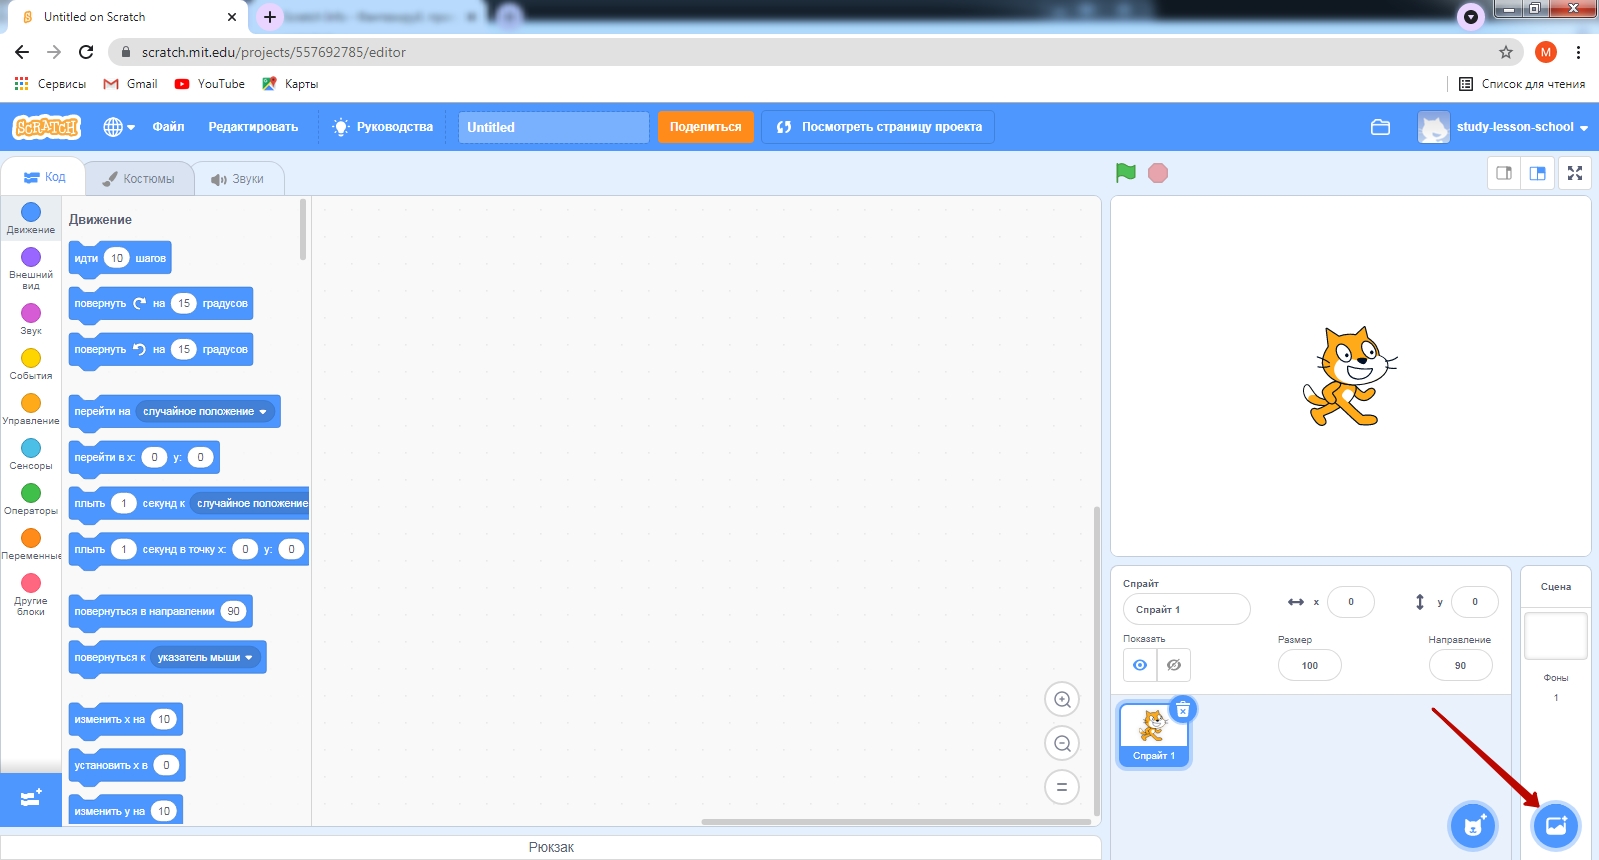 Untitled on Scratch
scratch.mit.edu/projects/557692785/editor
M
Сервисы
Gmail
YouTube
Карты
Список для чтения
SCRATCH
Файл
Редактировать
Руководства
Untitled
Поделиться
Посмотреть страницу проекта
study-lesson-school
Код
Костюмы
Звуки
Движение
Внешний
вид
Звук
События
Управление
Сенсоры
Операторы
Переменные
Другие
блоки
Движение
идти 10 шагов
повернуть на 15 градусов
повернуть на 15 градусов
перейти на случайное положение
перейти в x: 0 y: 0
плыть 1 секунд к случайное положение
плыть 1 секунд в точку x: 0 y: 0
повернуться в направлении 90
повернуться к указатель мыши
изменить x на 10
установить x в 0
изменить y на 10
Рюкзак
Спрайт
Спрайт 1
x 0
y 0
Показать
Размер
100
Направление
90
Спрайт 1
Сцена
Фоны
1